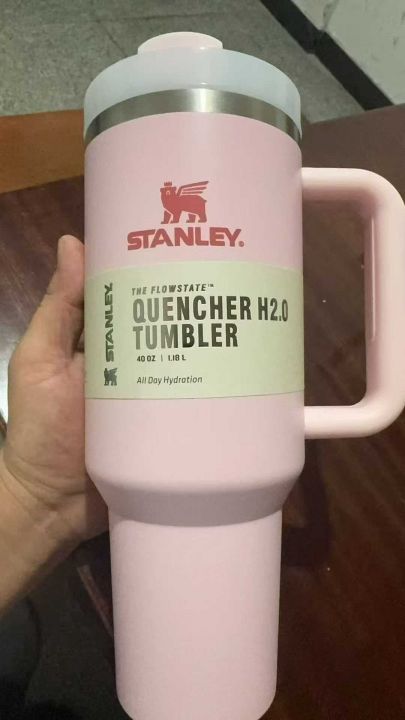 STANLEY.
STANLEY.
THE FLOWSTATE™
QUENCHER H2.0
TUMBLER
40 OZ | 1.18 L
All Day Hydration